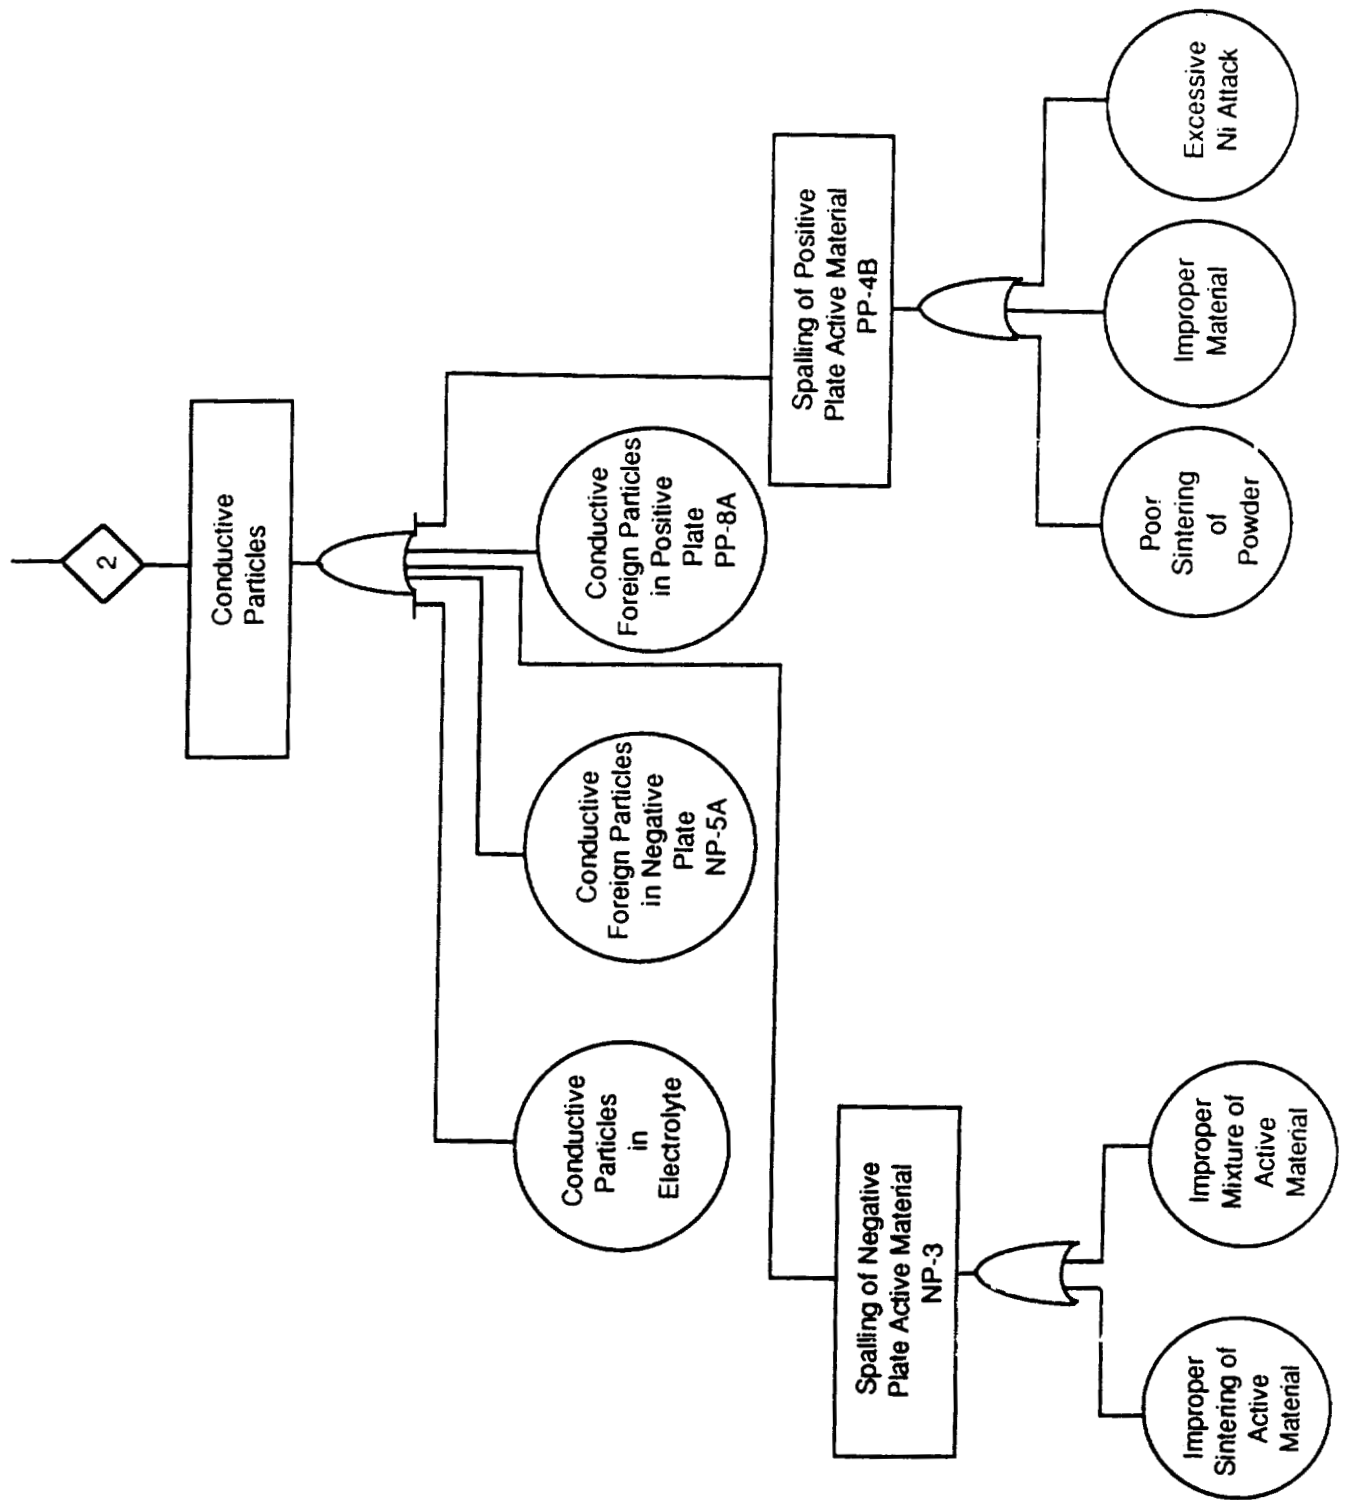 2
Conductive
Particles
Conductive
Particles
in
Electrolyte
Conductive
Foreign Particles
in Negative
Plate
NP-5A
Conductive
Foreign Particles
in Positive
Plate
PP-8A
Spalling of Negative
Plate Active Material
NP-3
Spalling of Positive
Plate Active Material
PP-4B
Improper
Sintering of
Active
Material
Improper
Mixture of
Active
Material
Poor
Sintering
of
Powder
Improper
Material
Excessive
Ni Attack